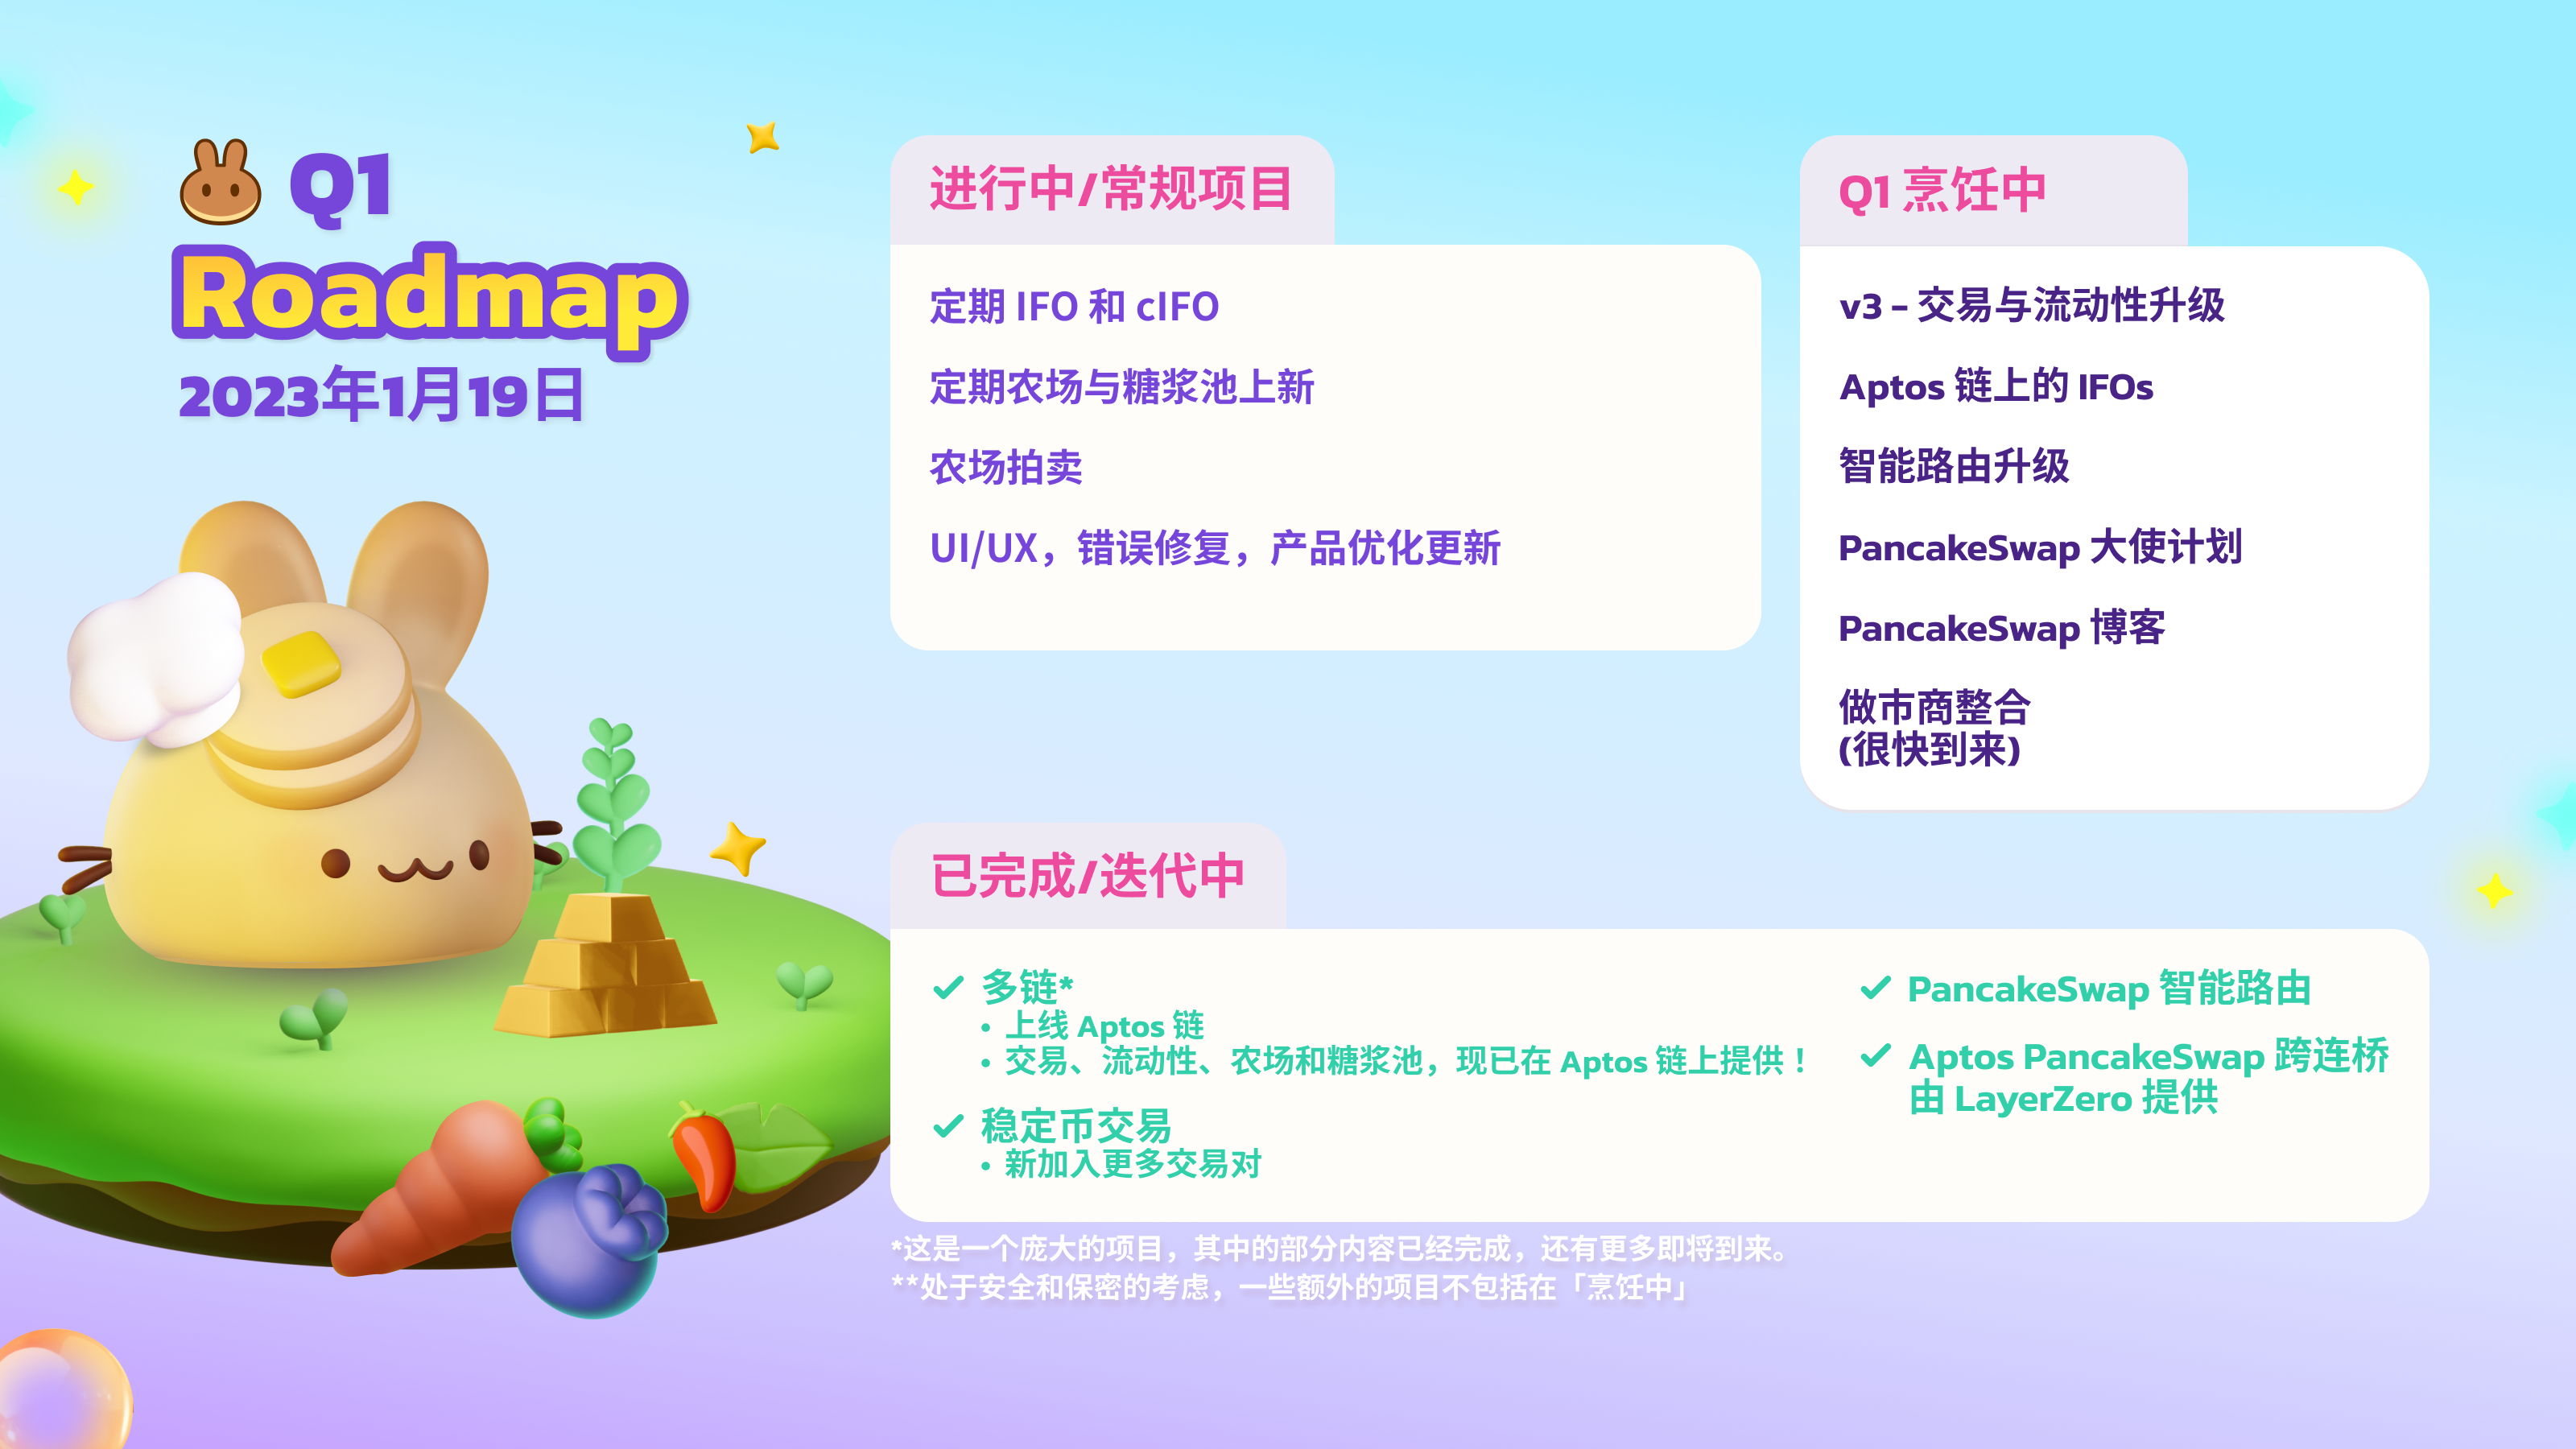 Q1
Roadmap
2023年1月19日
进行中/常规项目
定期 IFO 和 cIFO
定期农场与糖浆池上新
农场拍卖
UI/UX，错误修复，产品优化更新
Q1 烹饪中
v3 – 交易与流动性升级
Aptos 链上的 IFOs
智能路由升级
PancakeSwap 大使计划
PancakeSwap 博客
做市商整合
(很快到来)
已完成/迭代中
多链*
• 上线 Aptos 链
• 交易、流动性、农场和糖浆池，现已在 Aptos 链上提供！
稳定币交易
• 新加入更多交易对
PancakeSwap 智能路由
Aptos PancakeSwap 跨连桥
由 LayerZero 提供
*这是一个庞大的项目，其中的部分内容已经完成，还有更多即将到来。
**处于安全和保密的考虑，一些额外的项目不包括在「烹饪中」